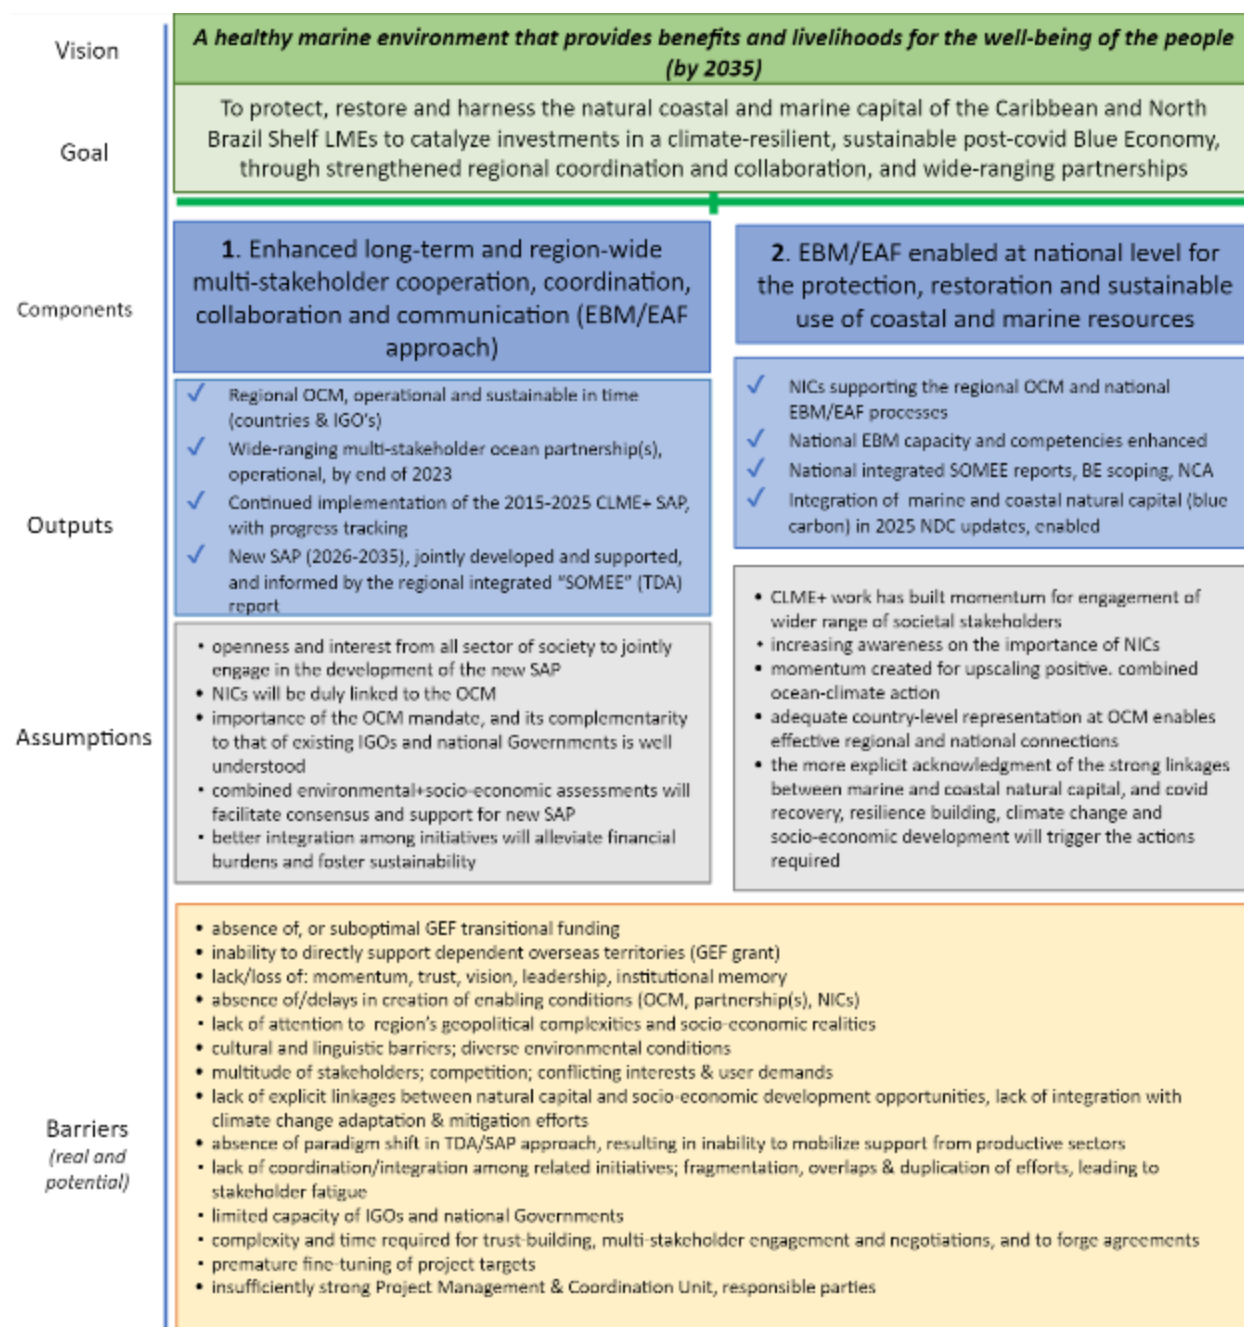 Vision
A healthy marine environment that provides benefits and livelihoods for the well-being of the people
(by 2035)
Goal
To protect, restore and harness the natural coastal and marine capital of the Caribbean and North
Brazil Shelf LMEs to catalyze investments in a climate-resilient, sustainable post-covid Blue Economy,
through strengthened regional coordination and collaboration, and wide-ranging partnerships
Components
1. Enhanced long-term and region-wide
multi-stakeholder cooperation, coordination,
collaboration and communication (EBM/EAF
approach)
2. EBM/EAF enabled at national level for
the protection, restoration and sustainable
use of coastal and marine resources
Outputs
✓ Regional OCM, operational and sustainable in time
(countries & IGO's)
✓ Wide-ranging multi-stakeholder ocean partnership(s),
operational, by end of 2023
✓ Continued implementation of the 2015-2025 CLME+ SAP,
with progress tracking
✓ New SAP (2026-2035), jointly developed and supported,
and informed by the regional integrated "SOMEE" (TDA)
report
✓ NICs supporting the regional OCM and national
EBM/EAF processes
✓ National EBM capacity and competencies enhanced
✓ National integrated SOMEE reports, BE scoping, NCA
✓ Integration of marine and coastal natural capital (blue
carbon) in 2025 NDC updates, enabled
Assumptions
• openness and interest from all sector of society to jointly
engage in the development of the new SAP
• NICs will be duly linked to the OCM
• importance of the OCM mandate, and its complementarity
to that of existing IGOs and national Governments is well
understood
• combined environmental+socio-economic assessments will
facilitate consensus and support for new SAP
• better integration among initiatives will alleviate financial
burdens and foster sustainability
• CLME+ work has built momentum for engagement of
wider range of societal stakeholders
• increasing awareness on the importance of NICs
• momentum created for upscaling positive. combined
ocean-climate action
• adequate country-level representation at OCM enables
effective regional and national connections
• the more explicit acknowledgment of the strong linkages
between marine and coastal natural capital, and covid
recovery, resilience building, climate change and
socio-economic development will trigger the actions
required
Barriers
(real and
potential)
• absence of, or suboptimal GEF transitional funding
• inability to directly support dependent overseas territories (GEF grant)
• lack/loss of: momentum, trust, vision, leadership, institutional memory
• absence of/delays in creation of enabling conditions (OCM, partnership(s), NICs)
• lack of attention to region's geopolitical complexities and socio-economic realities
• cultural and linguistic barriers; diverse environmental conditions
• multitude of stakeholders; competition; conflicting interests & user demands
• lack of explicit linkages between natural capital and socio-economic development opportunities, lack of integration with
climate change adaptation & mitigation efforts
• absence of paradigm shift in TDA/SAP approach, resulting in inability to mobilize support from productive sectors
• lack of coordination/integration among related initiatives; fragmentation, overlaps & duplication of efforts, leading to
stakeholder fatigue
• limited capacity of IGOs and national Governments
• complexity and time required for trust-building, multi-stakeholder engagement and negotiations, and to forge agreements
• premature fine-tuning of project targets
• insufficiently strong Project Management & Coordination Unit, responsible parties